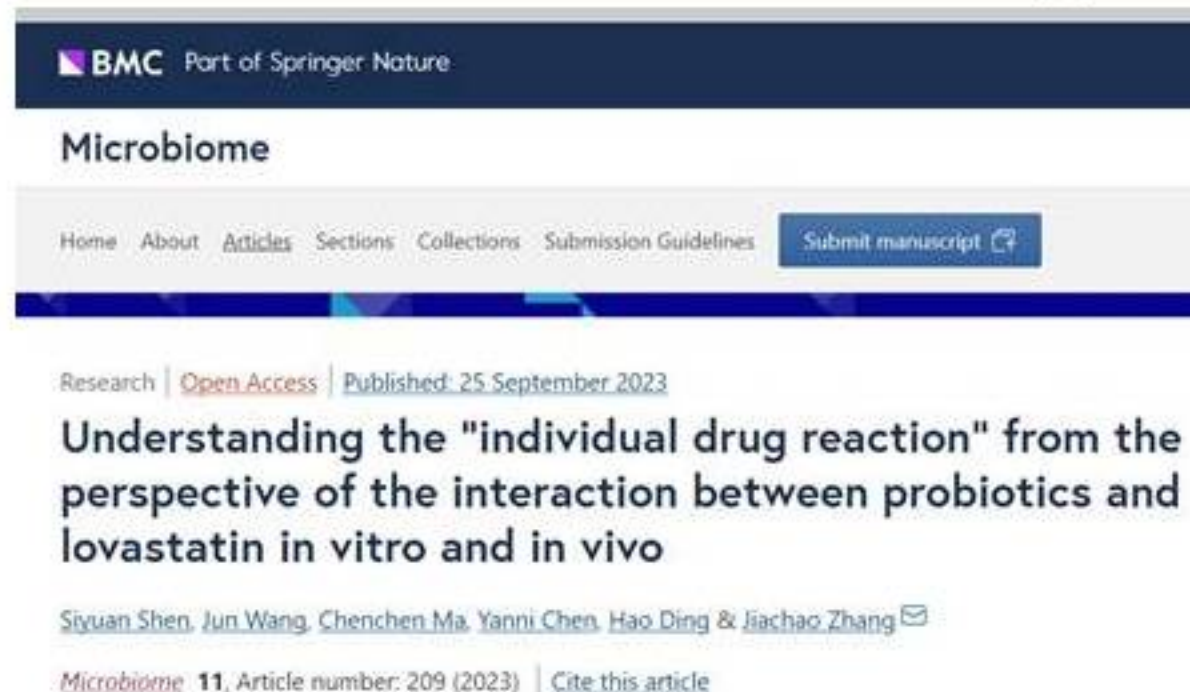 BMC Part of Springer Nature
Microbiome
Home About Articles Sections Collections Submission Guidelines Submit manuscript
Research | Open Access | Published: 25 September 2023
Understanding the "individual drug reaction" from the
perspective of the interaction between probiotics and
lovastatin in vitro and in vivo
Siyuan Shen, Jun Wang, Chenchen Ma, Yanni Chen, Hao Ding & Jiachao Zhang
Microbiome 11, Article number: 209 (2023) | Cite this article